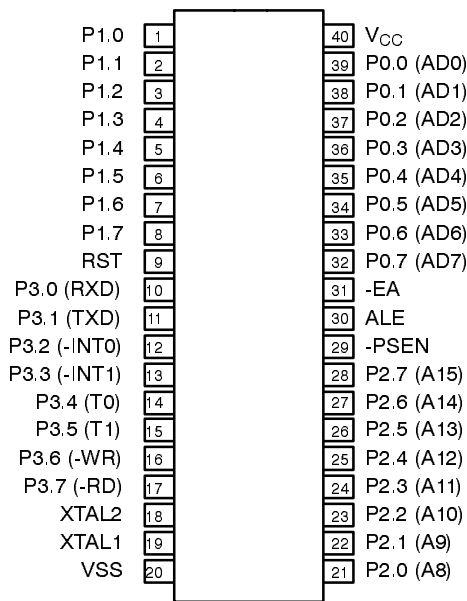 P1.0 1 40 VCC
P1.1 2 39 P0.0 (AD0)
P1.2 3 38 P0.1 (AD1)
P1.3 4 37 P0.2 (AD2)
P1.4 5 36 P0.3 (AD3)
P1.5 6 35 P0.4 (AD4)
P1.6 7 34 P0.5 (AD5)
P1.7 8 33 P0.6 (AD6)
RST 9 32 P0.7 (AD7)
P3.0 (RXD) 10 31 -EA
P3.1 (TXD) 11 30 ALE
P3.2 (-INT0) 12 29 -PSEN
P3.3 (-INT1) 13 28 P2.7 (A15)
P3.4 (T0) 14 27 P2.6 (A14)
P3.5 (T1) 15 26 P2.5 (A13)
P3.6 (-WR) 16 25 P2.4 (A12)
P3.7 (-RD) 17 24 P2.3 (A11)
XTAL2 18 23 P2.2 (A10)
XTAL1 19 22 P2.1 (A9)
VSS 20 21 P2.0 (A8)